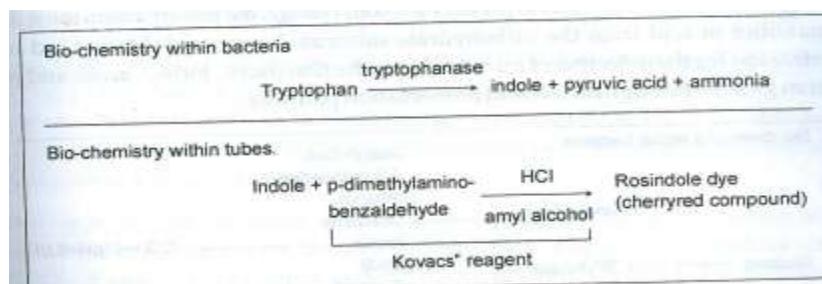 Bio-chemistry within bacteria
tryptophanase
Tryptophan → indole + pyruvic acid + ammonia
Bio-chemistry within tubes.
Indole + p-dimethylamino- HCl Rosindole dye
benzaldehyde amyl alcohol (cherryred compound)
Kovacs' reagent